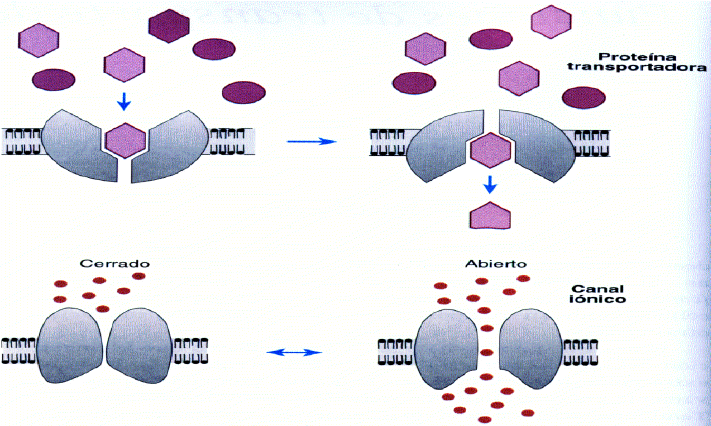 Proteína
transportadora
Cerrado
Abierto
Canal
iónico